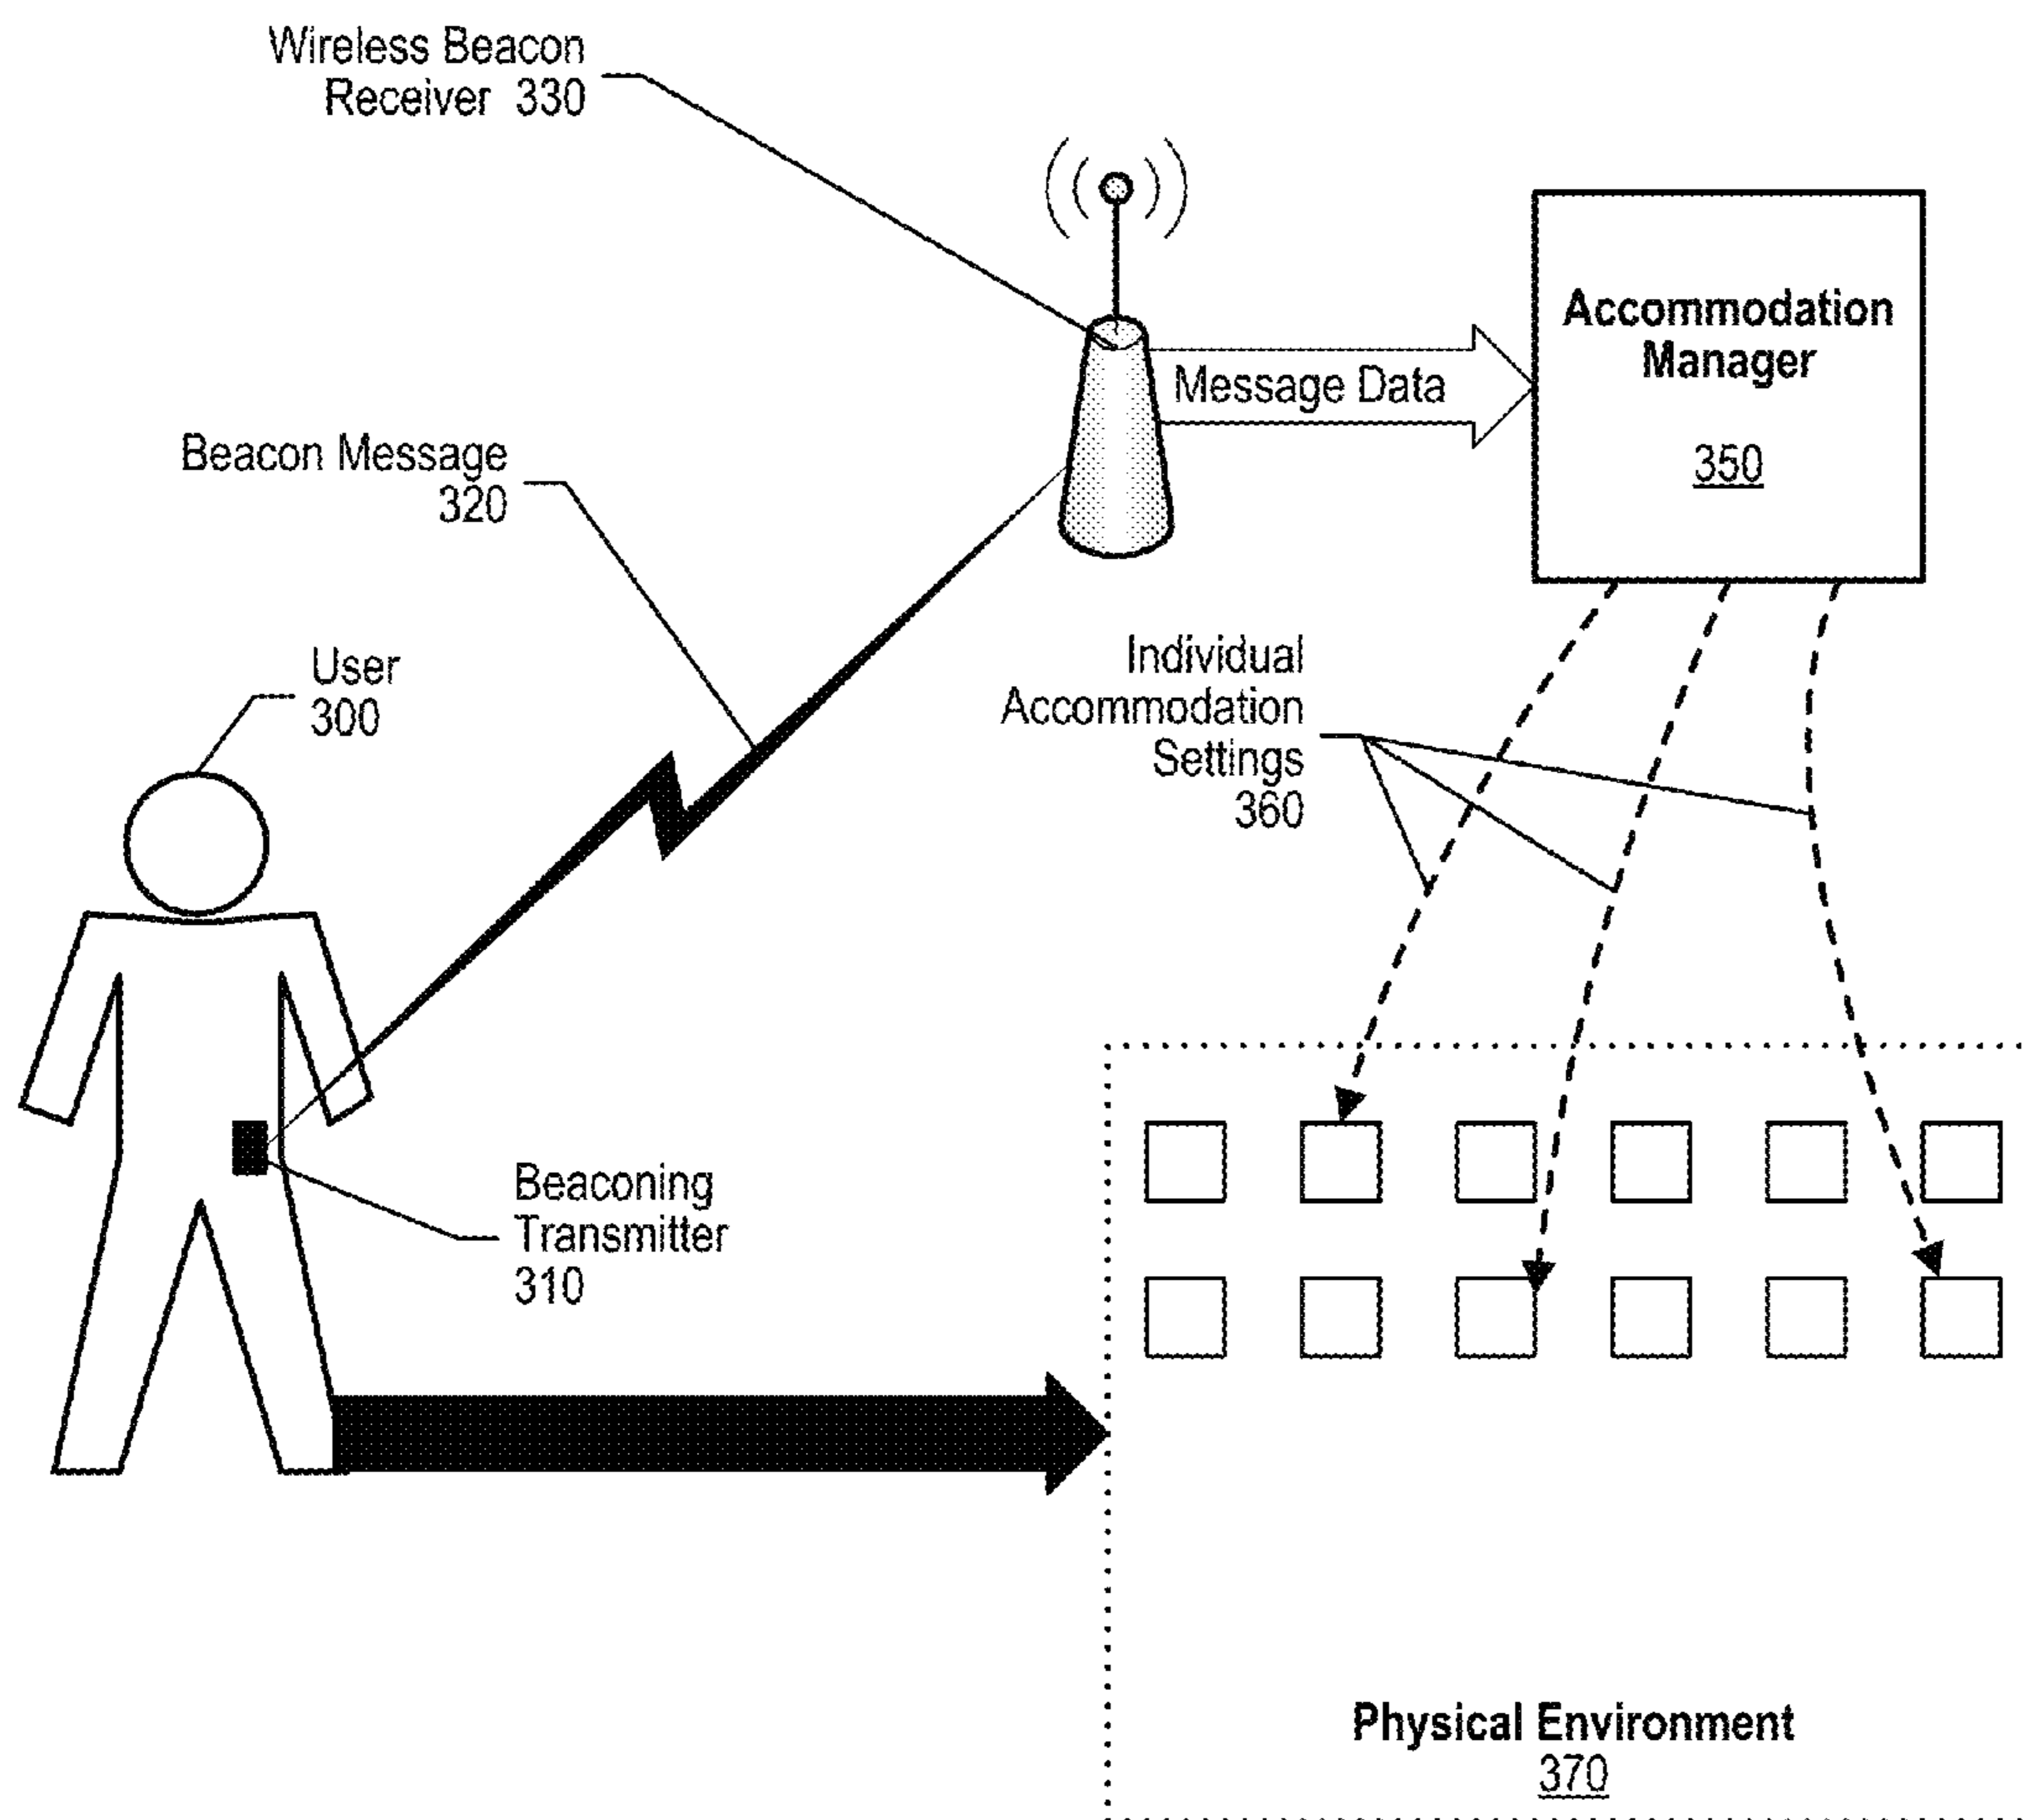 Wireless Beacon
Receiver 330
Accommodation
Manager
350
Message Data
Beacon Message
320
Individual
Accommodation
Settings
360
User
300
Beaconing
Transmitter
310
Physical Environment
370